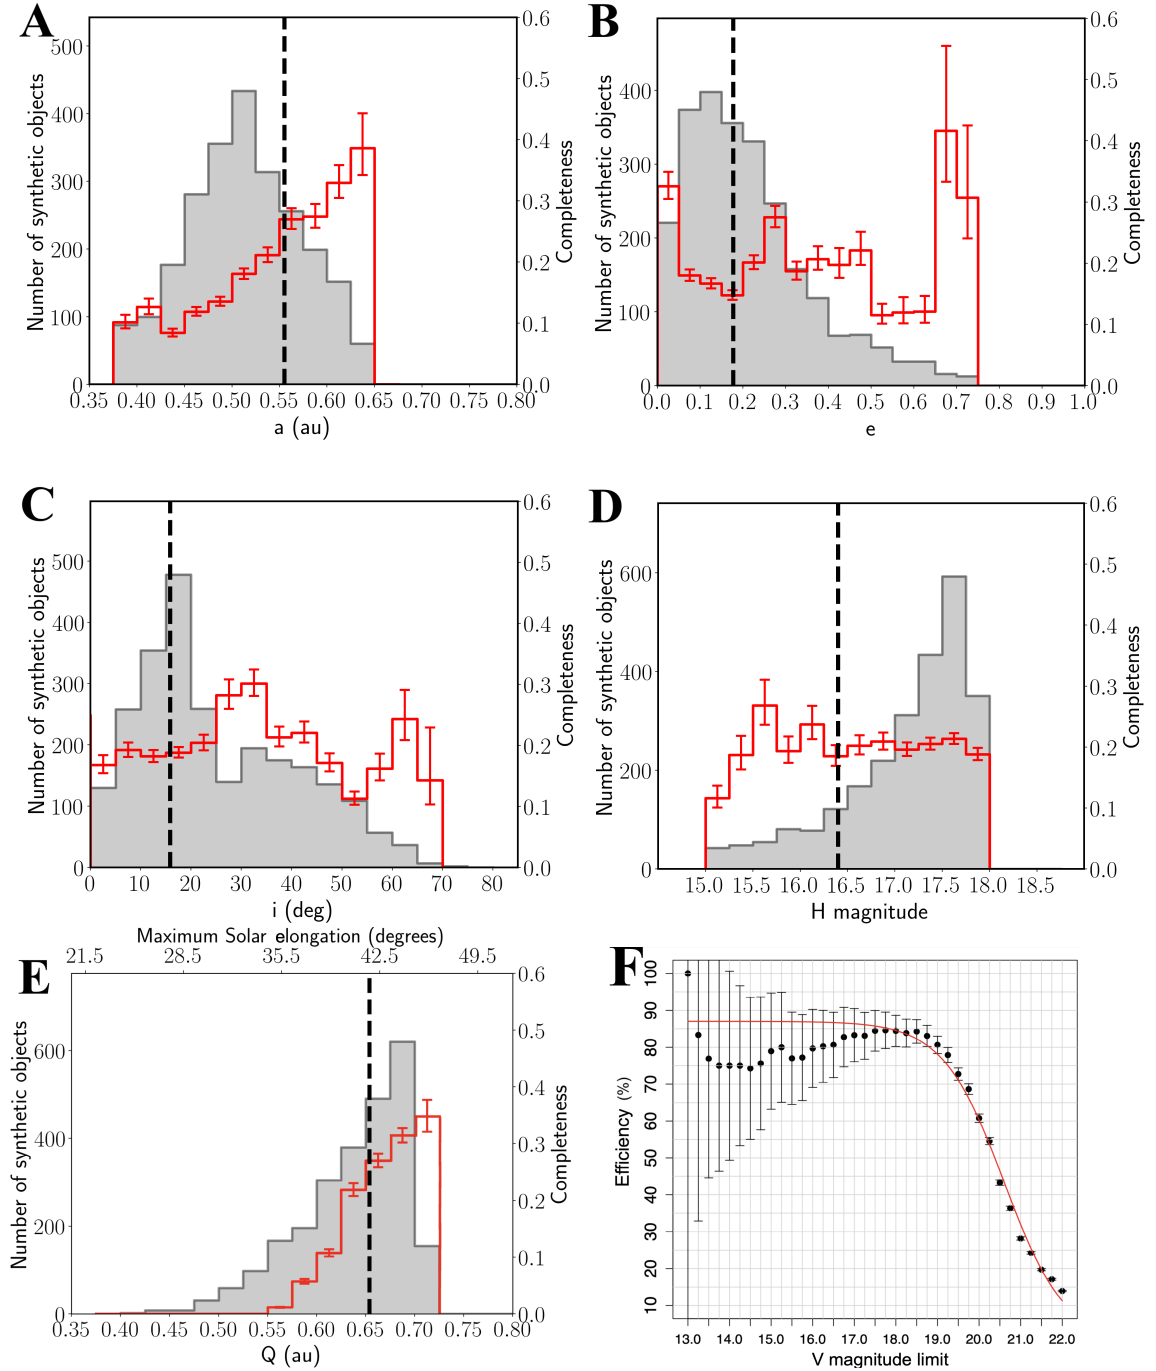 A
B
500
400
300
200
100
0
Number of synthetic objects
0.6
0.5
0.4
0.3
0.2
0.1
0.0
Completeness
0.35 0.40 0.45 0.50 0.55 0.60 0.65 0.70 0.75 0.80
a (au)
400
300
200
100
0
Number of synthetic objects
0.6
0.5
0.4
0.3
0.2
0.1
0.0
Completeness
0.0 0.1 0.2 0.3 0.4 0.5 0.6 0.7 0.8 0.9 1.0
e
C
D
500
400
300
200
100
0
Number of synthetic objects
0.6
0.5
0.4
0.3
0.2
0.1
0.0
Completeness
0 10 20 30 40 50 60 70 80
i (deg)
600
400
200
0
Number of synthetic objects
0.6
0.5
0.4
0.3
0.2
0.1
0.0
Completeness
15.0 15.5 16.0 16.5 17.0 17.5 18.0 18.5
H magnitude
Maximum Solar elongation (degrees)
21.5 28.5 35.5 42.5 49.5
E
F
600
400
200
0
Number of synthetic objects
0.6
0.5
0.4
0.3
0.2
0.1
0.0
Completeness
0.35 0.40 0.45 0.50 0.55 0.60 0.65 0.70 0.75 0.80
Q (au)
100
90
80
70
60
50
40
30
20
10
Efficiency (%)
13.0 14.0 15.0 16.0 17.0 18.0 19.0 20.0 21.0 22.0
V magnitude limit